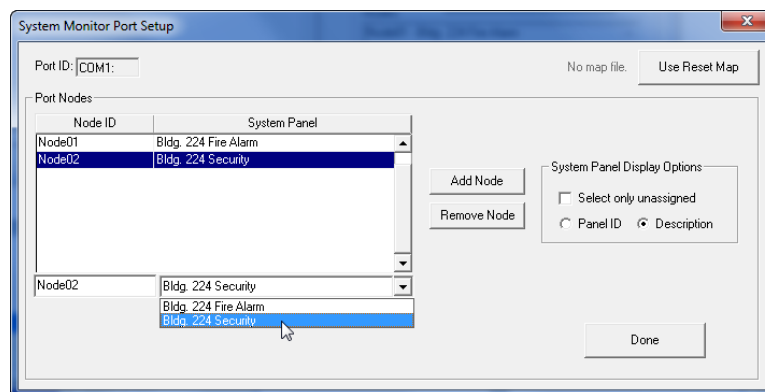 System Monitor Port Setup
Port ID: COM1:
No map file.
Use Reset Map
Port Nodes
Node ID System Panel
Node01 Bldg. 224 Fire Alarm
Node02 Bldg. 224 Security
Add Node
Remove Node
System Panel Display Options
Select only unassigned
Panel ID Description
Node02 Bldg. 224 Security
Bldg. 224 Fire Alarm
Bldg. 224 Security
Done